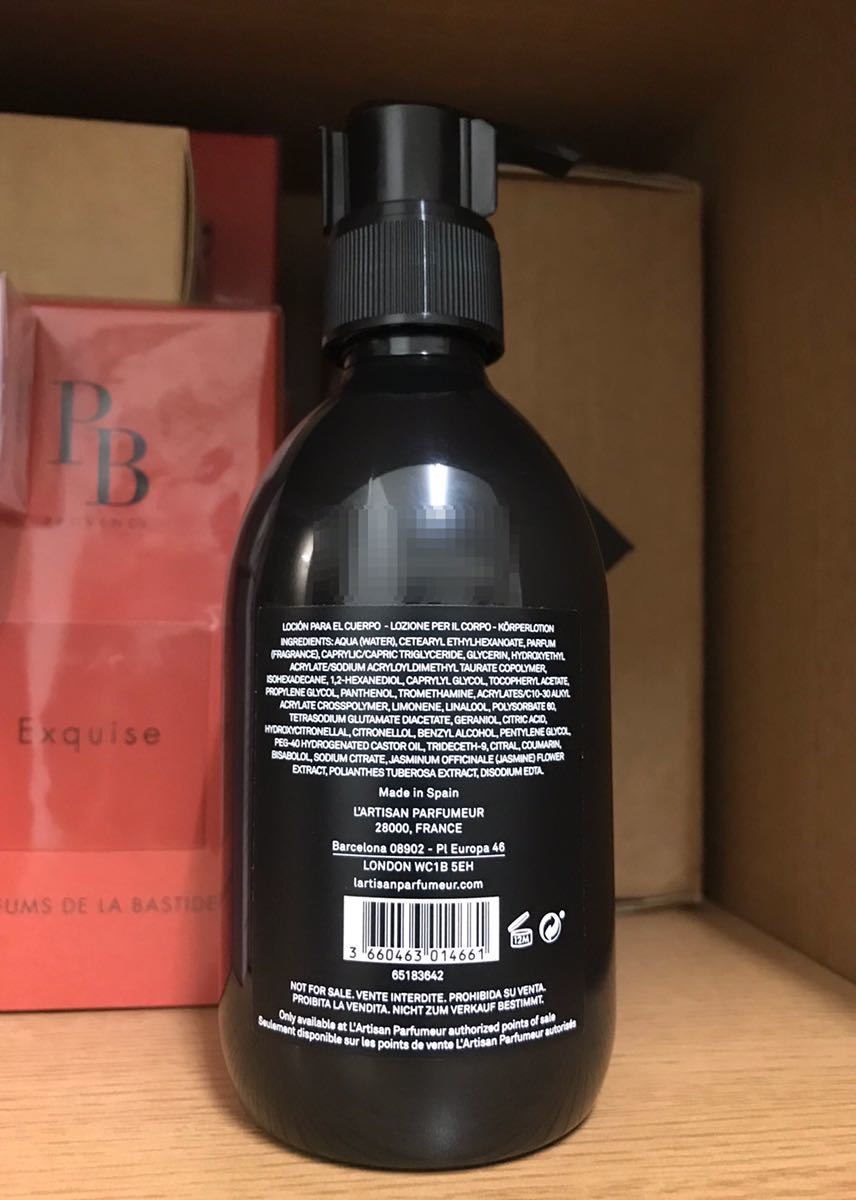 PB
PROVENCE
Exquise
UMS DE LA BASTIDE
LOCIÓN PARA EL CUERPO - LOZIONE PER IL CORPO - KÖRPERLOTION
INGREDIENTS: AQUA (WATER), CETEARYL ETHYLHEXANOATE, PARFUM
(FRAGRANCE), CAPRYLIC/CAPRIC TRIGLYCERIDE, GLYCERIN, HYDROXYETHYL
ACRYLATE/SODIUM ACRYLOYLDIMETHYL TAURATE COPOLYMER,
ISOHEXADECANE, 1,2-HEXANEDIOL, CAPRYLYL GLYCOL, TOCOPHERYL ACETATE,
PROPYLENE GLYCOL, PANTHENOL, TROMETHAMINE, ACRYLATES/C10-30 ALKYL
ACRYLATE CROSSPOLYMER, LIMONENE, LINALOOL, POLYSORBATE 60,
TETRASODIUM GLUTAMATE DIACETATE, GERANIOL, CITRIC ACID,
HYDROXYCITRONELLAL, CITRONELLOL, BENZYL ALCOHOL, PENTYLENE GLYCOL,
PEG-40 HYDROGENATED CASTOR OIL, TRIDECETH-9, CITRAL, COUMARIN,
BISABOLOL, SODIUM CITRATE, JASMINUM OFFICINALE (JASMINE) FLOWER
EXTRACT, POLIANTHES TUBEROSA EXTRACT, DISODIUM EDTA.
Made in Spain
L'ARTISAN PARFUMEUR
28000, FRANCE
Barcelona 08902 - Pl Europa 46
LONDON WC1B 5EH
lartisanparfumeur.com
12M
3 660463 014661
65183642
NOT FOR SALE. VENTE INTERDITE. PROHIBIDA SU VENTA.
PROIBITA LA VENDITA. NICHT ZUM VERKAUF BESTIMMT.
Only available at L'Artisan Parfumeur authorized points of sale
Seulement disponible sur les points de vente L'Artisan Parfumeur autorisés